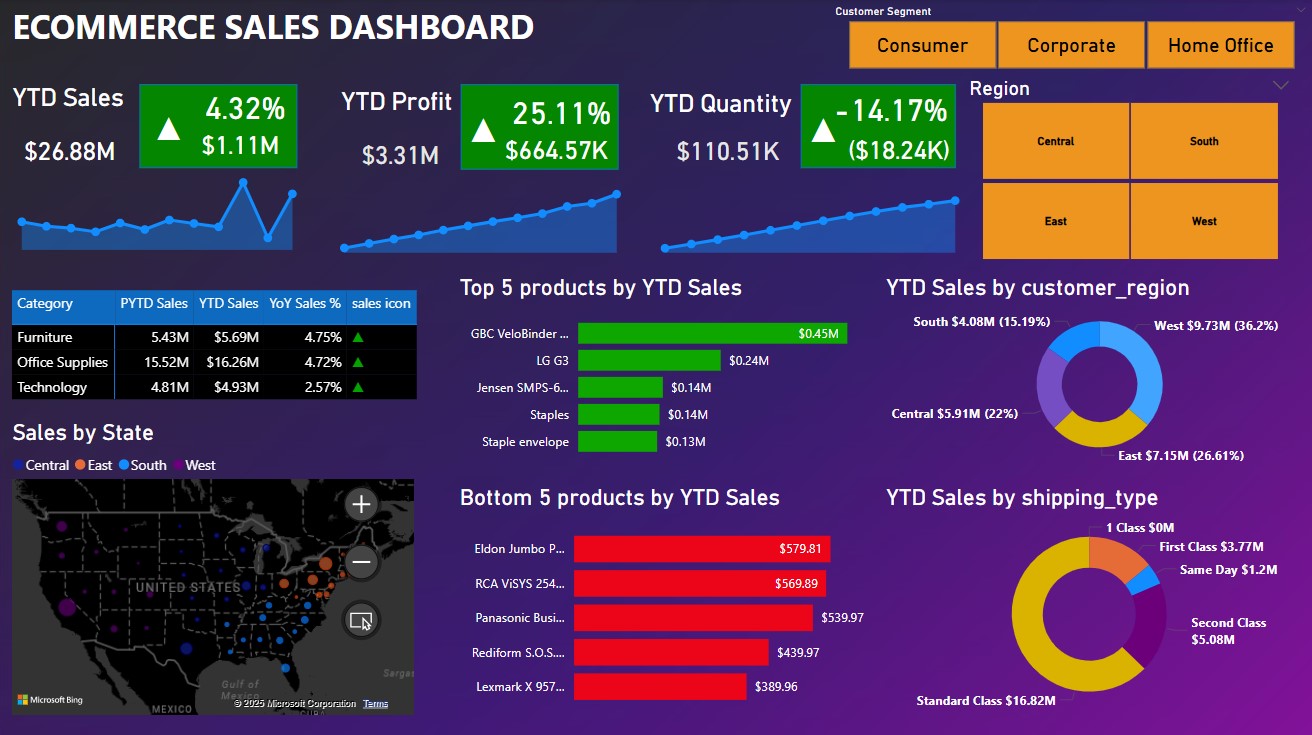 ECOMMERCE SALES DASHBOARD
Customer Segment
Consumer Corporate Home Office
YTD Sales
$26.88M
▲ 4.32%
$1.11M
YTD Profit
$3.31M
▲ 25.11%
$664.57K
YTD Quantity
$110.51K
▲ -14.17%
($18.24K)
Region
Central South
East West
Category PYTD Sales YTD Sales YoY Sales % sales icon
Furniture 5.43M $5.69M 4.75% ▲
Office Supplies 15.52M $16.26M 4.72% ▲
Technology 4.81M $4.93M 2.57% ▲
Sales by State
Central East South West
UNITED STATES
Gulf of
Mexico
MEXICO
CUBA
Sargas
Microsoft Bing
© 2025 Microsoft Corporation Terms
Top 5 products by YTD Sales
GBC VeloBinder ... $0.45M
LG G3 $0.24M
Jensen SMPS-6... $0.14M
Staples $0.14M
Staple envelope $0.13M
Bottom 5 products by YTD Sales
Eldon Jumbo P... $579.81
RCA ViSYS 254... $569.89
Panasonic Busi... $539.97
Rediform S.O.S.... $439.97
Lexmark X 957... $389.96
YTD Sales by customer_region
South $4.08M (15.19%)
West $9.73M (36.2%)
Central $5.91M (22%)
East $7.15M (26.61%)
YTD Sales by shipping_type
1 Class $0M
First Class $3.77M
Same Day $1.2M
Second Class
$5.08M
Standard Class $16.82M